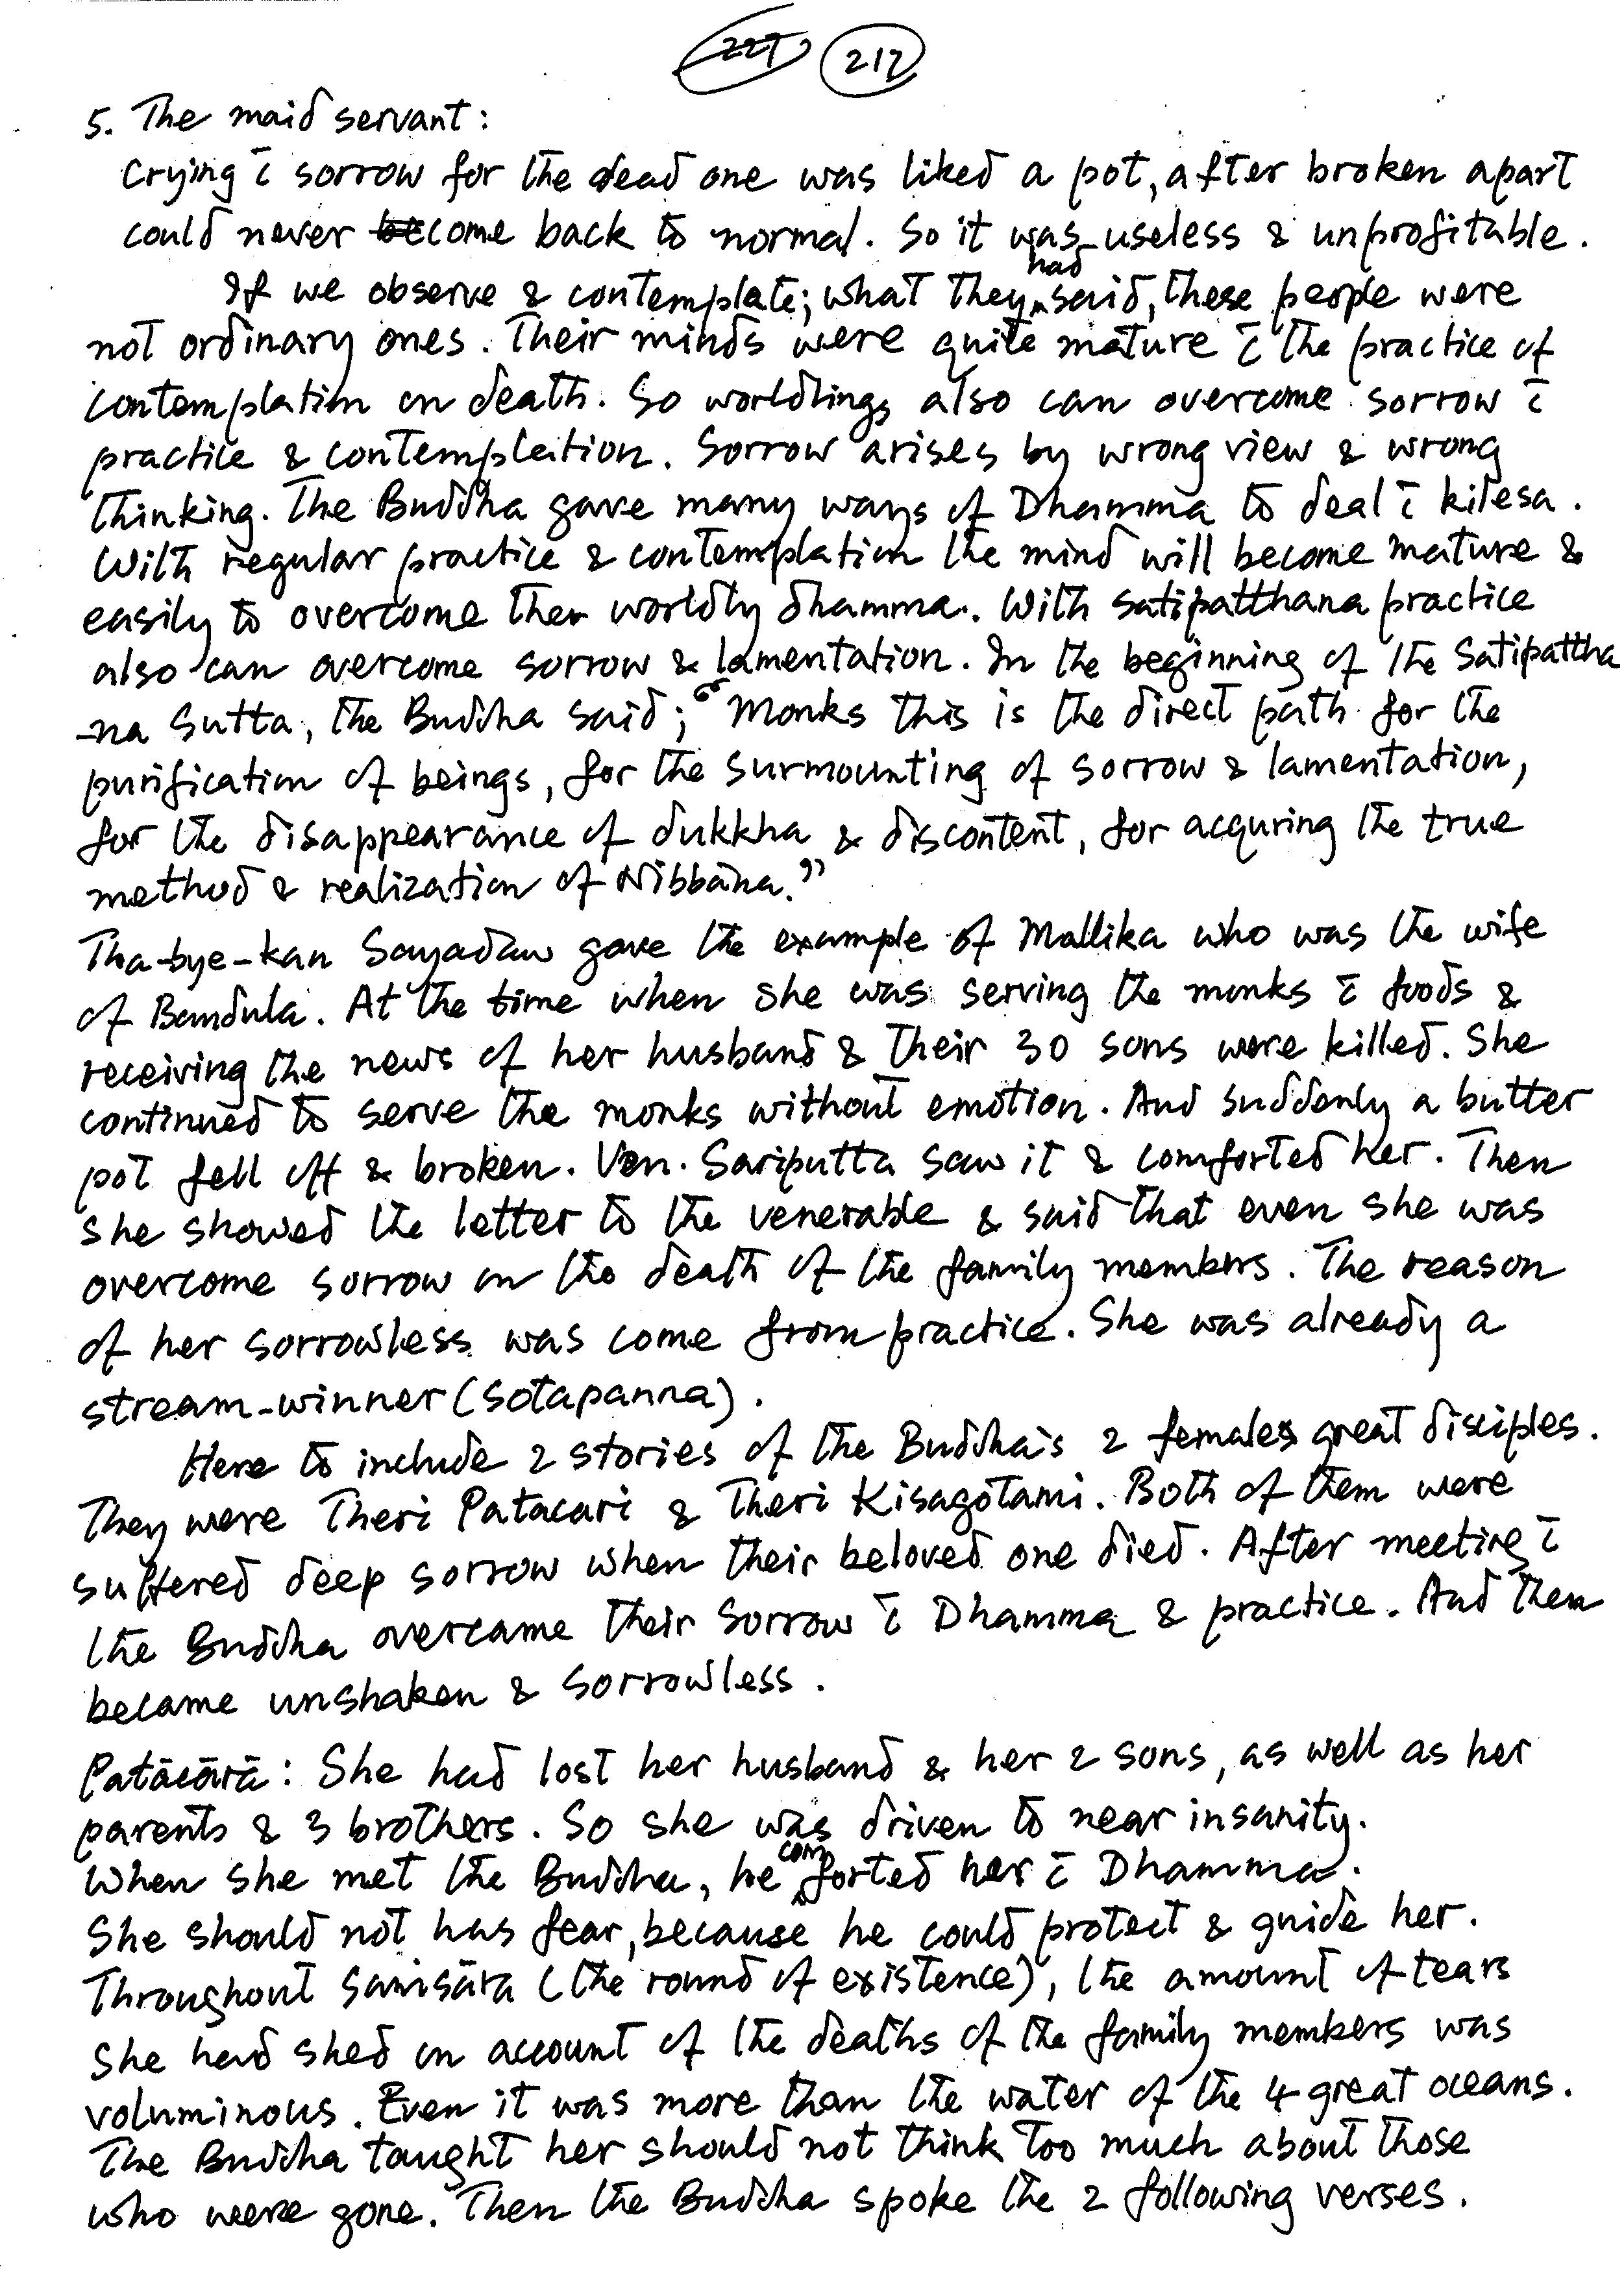 227 217
5. The maid servant:
Crying c̄ sorrow for the dead one was liked a pot, after broken apart
could never become back to normal. So it was useless & unprofitable.
If we observe & contemplate; what they had said, these people were
not ordinary ones. Their minds were quite mature c̄ the practice of
contemplation on death. So worldlings also can overcome sorrow c̄
practice & contemplation. Sorrow arises by wrong view & wrong
thinking. The Buddha gave many ways of Dhamma to deal c̄ kilesa.
With regular practice & contemplation the mind will become mature &
easily to overcome ther worldly dhamma. With satipatthana practice
also can overcome sorrow & lamentation. In the beginning of the Satipattha
-na Sutta, the Buddha said; "Monks this is the direct path for the
purification of beings, for the surmounting of sorrow & lamentation,
for the disappearance of dukkha & discontent, for acquring the true
method & realization of Nibbāna."
Tha-bye-kan Sayadaw gave the example of Mallika who was the wife
of Bandula. At the time when she was serving the monks c̄ foods &
receiving the news of her husband & their 30 sons were killed. She
continued to serve the monks without emotion. And suddenly a butter
pot fell off & broken. Ven. Sariputta saw it & comforted her. Then
she showed the letter to the venerable & said that even she was
overcome sorrow on the death of the family members. The reason
of her sorrowless was come from practice. She was already a
stream-winner (sotapanna).
Here to include 2 stories of the Buddha's 2 females great disciples.
They were Theri Patacari & Theri Kisagotami. Both of them were
suffered deep sorrow when their beloved one died. After meeting c̄
the Buddha overcame their sorrow c̄ Dhamma & practice. And then
became unshaken & sorrowless.
Patācārā: She had lost her husband & her 2 sons, as well as her
parents & 3 brothers. So she was driven to near insanity.
When she met the Buddha, he comforted her c̄ Dhamma.
She should not has fear, because he could protect & guide her.
Throughout saṁsāra (the round of existence), the amount of tears
she had shed on account of the deaths of the family members was
voluminous. Even it was more than the water of the 4 great oceans.
The Buddha taught her should not think too much about those
who were gone. Then the Buddha spoke the 2 following verses.